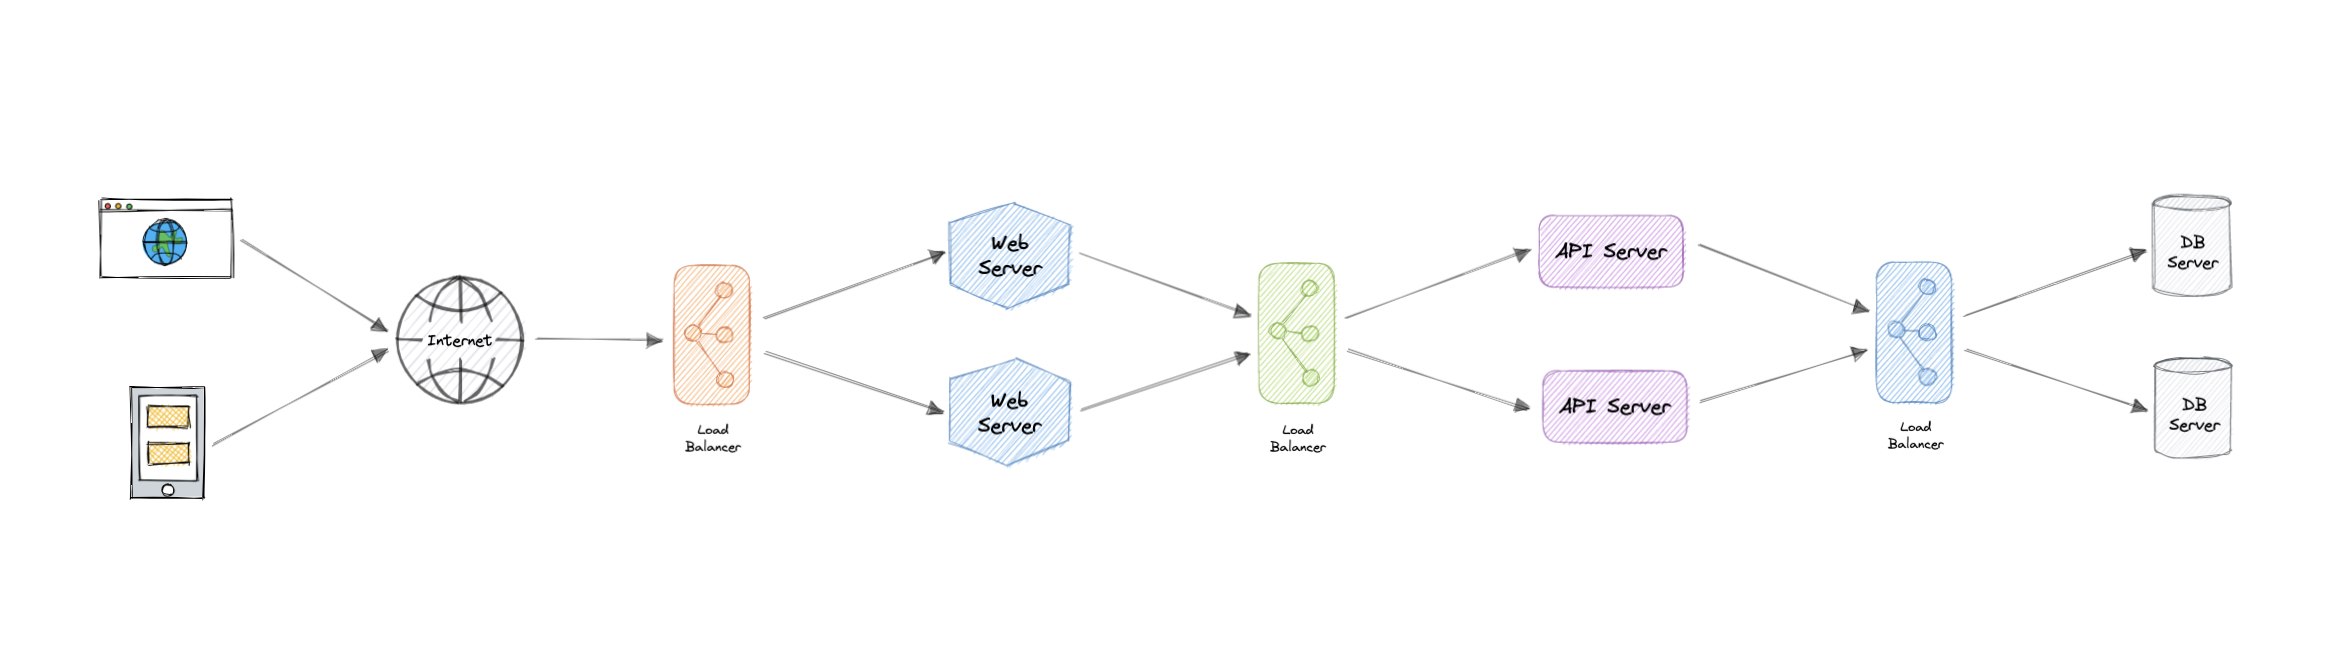 Internet
Load
Balancer
Web
Server
Web
Server
Load
Balancer
API Server
API Server
Load
Balancer
DB
Server
DB
Server